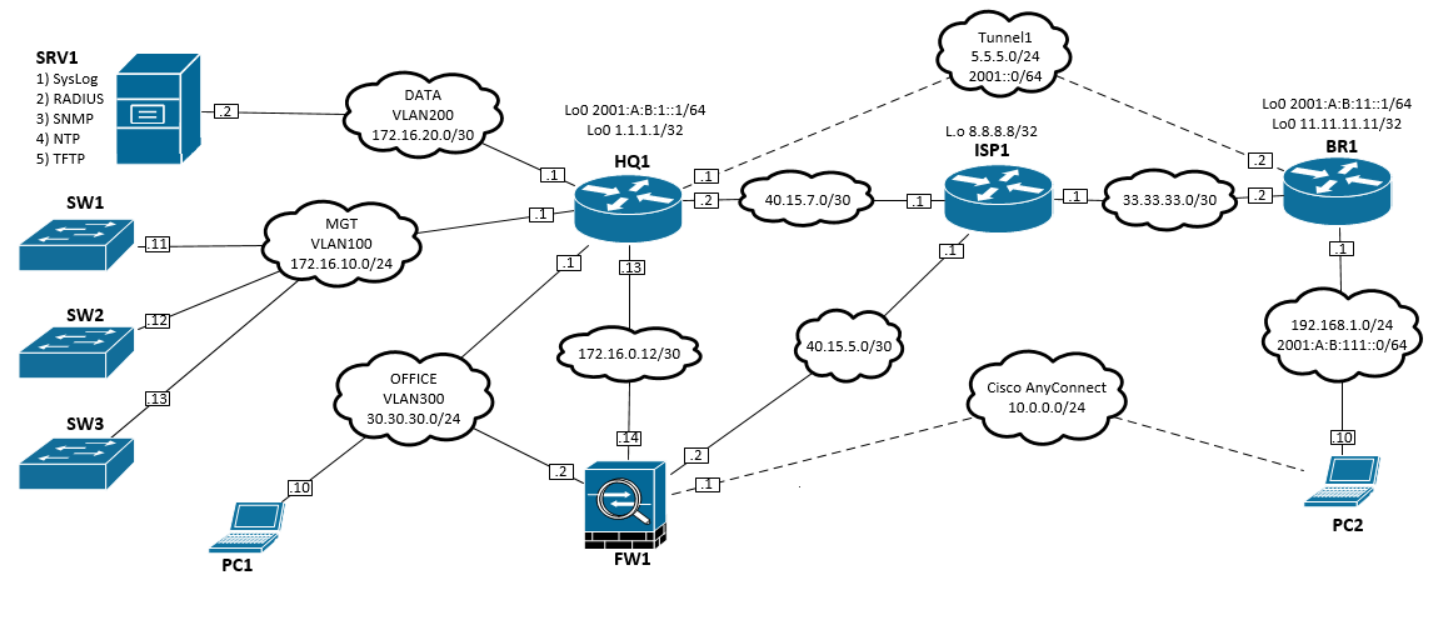 SRV1
1) SysLog
2) RADIUS
3) SNMP
4) NTP
5) TFTP
.2
DATA
VLAN200
172.16.20.0/30
.1
Lo0 2001:A:B:1::1/64
Lo0 1.1.1.1/32
HQ1
Tunnel1
5.5.5.0/24
2001::0/64
.1
.2
40.15.7.0/30
.1
L.o 8.8.8.8/32
ISP1
.1
33.33.33.0/30
.2
.2
Lo0 2001:A:B:11::1/64
Lo0 11.11.11.11/32
BR1
SW1
.11
MGT
VLAN100
172.16.10.0/24
.1
SW2
.12
SW3
.13
.1
.13
.1
.1
172.16.0.12/30
40.15.5.0/30
192.168.1.0/24
2001:A:B:111::0/64
OFFICE
VLAN300
30.30.30.0/24
Cisco AnyConnect
10.0.0.0/24
.14
.2
.2
.1
.10
.10
PC1
FW1
PC2